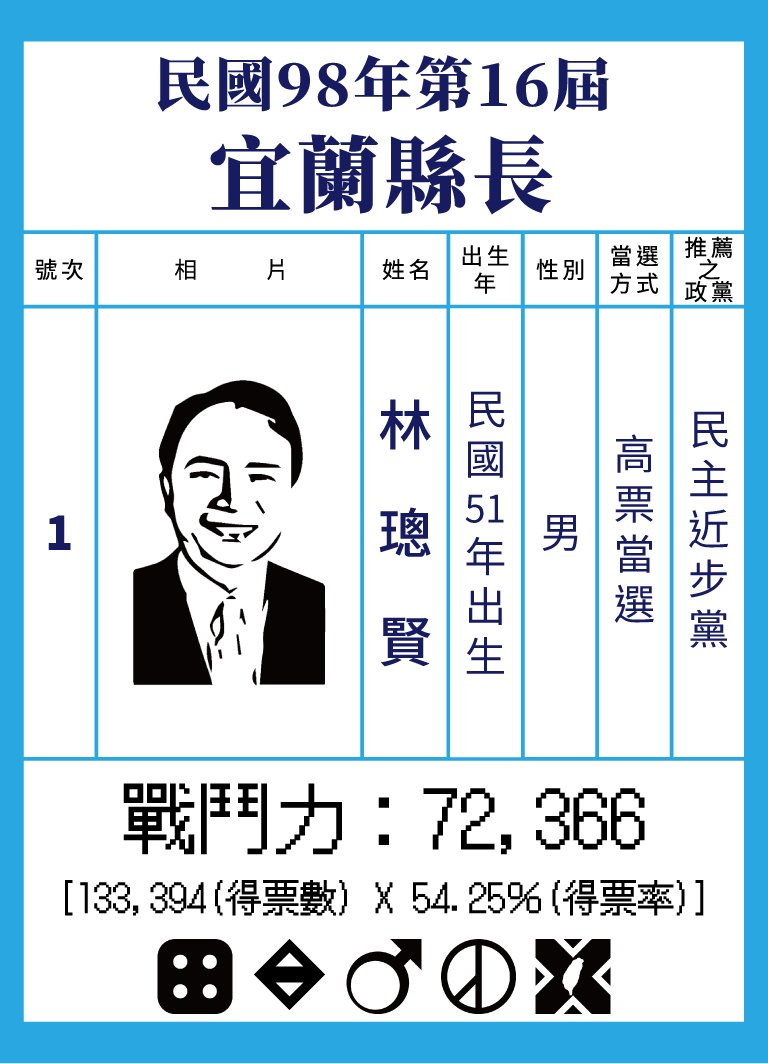 民國98年第16屆
宜蘭縣長
號次
相 片
姓名
出生
年
性別
當選
方式
推薦
之
政黨
1
林璁賢
民國51年出生
男
高票當選
民主近步黨
戰鬥力：72,366
[133,394(得票數) X 54.25%(得票率)]